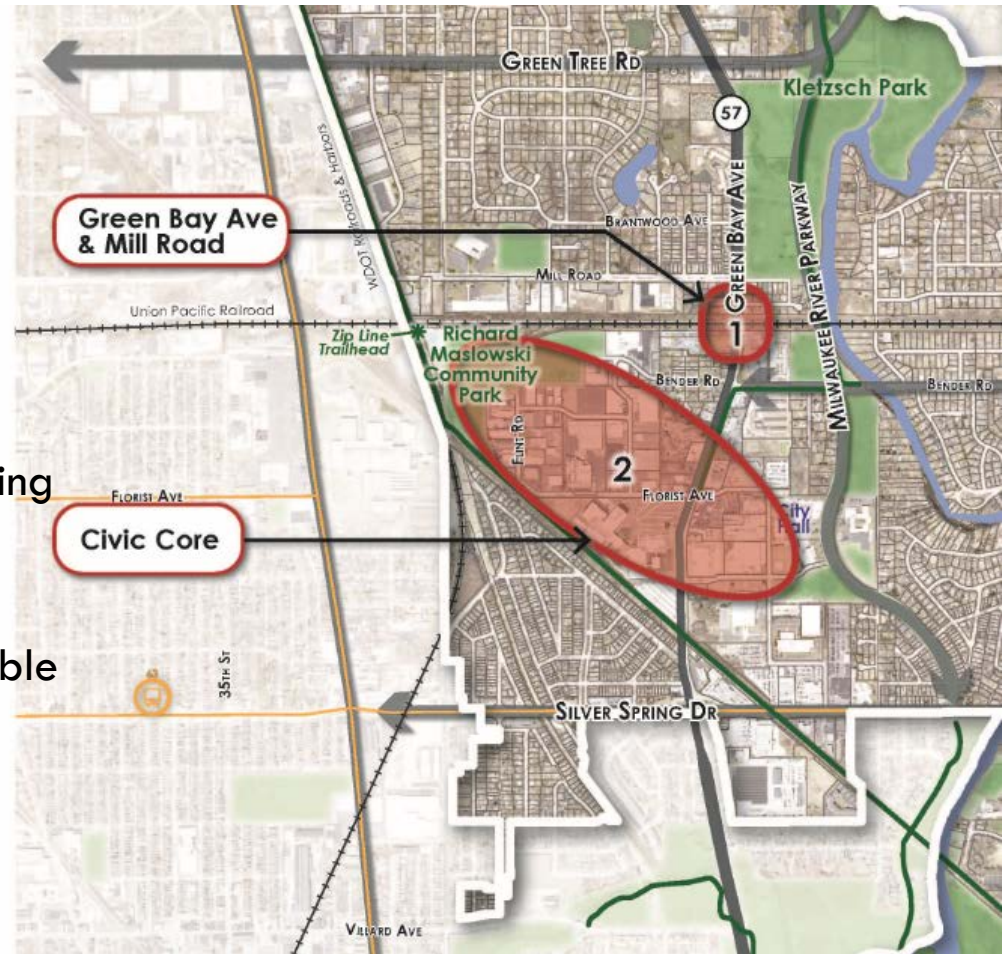 GREEN TREE RD
Kletzsch Park
57
WDOT Railroads & Harbors
Green Bay Ave
& Mill Road
BRANTWOOD AVE
GREEN BAY AVE
MILWAUKEE RIVER PARKWAY
MILL ROAD
Union Pacific Railroad
Zip Line
Trailhead
Richard
Maslowski
Community
Park
1
BENDER RD
BENDER RD
FLINT RD
2
ing
FLORIST AVE
FLORIST AVE
City
Hall
Civic Core
ble
35TH ST
SILVER SPRING DR
VILLARD AVE